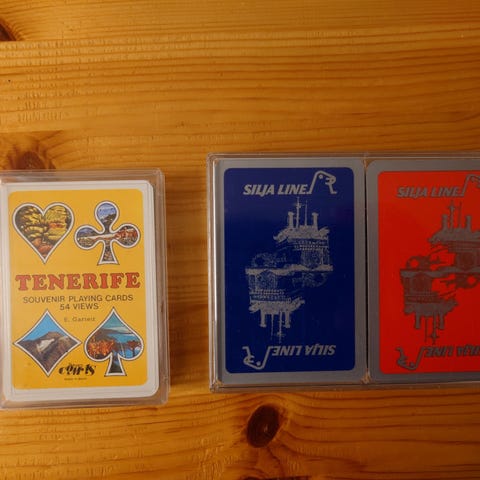 TENERIFE
SOUVENIR PLAYING CARDS
54 VIEWS
SILJA LINE
SILJA LINE
SILJA LINE
SILJA LINE